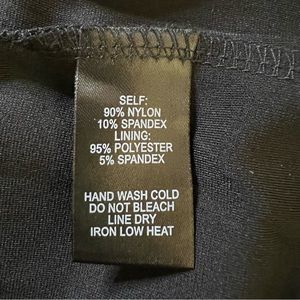 SELF:
90% NYLON
10% SPANDEX
LINING:
95% POLYESTER
5% SPANDEX
HAND WASH COLD
DO NOT BLEACH
LINE DRY
IRON LOW HEAT